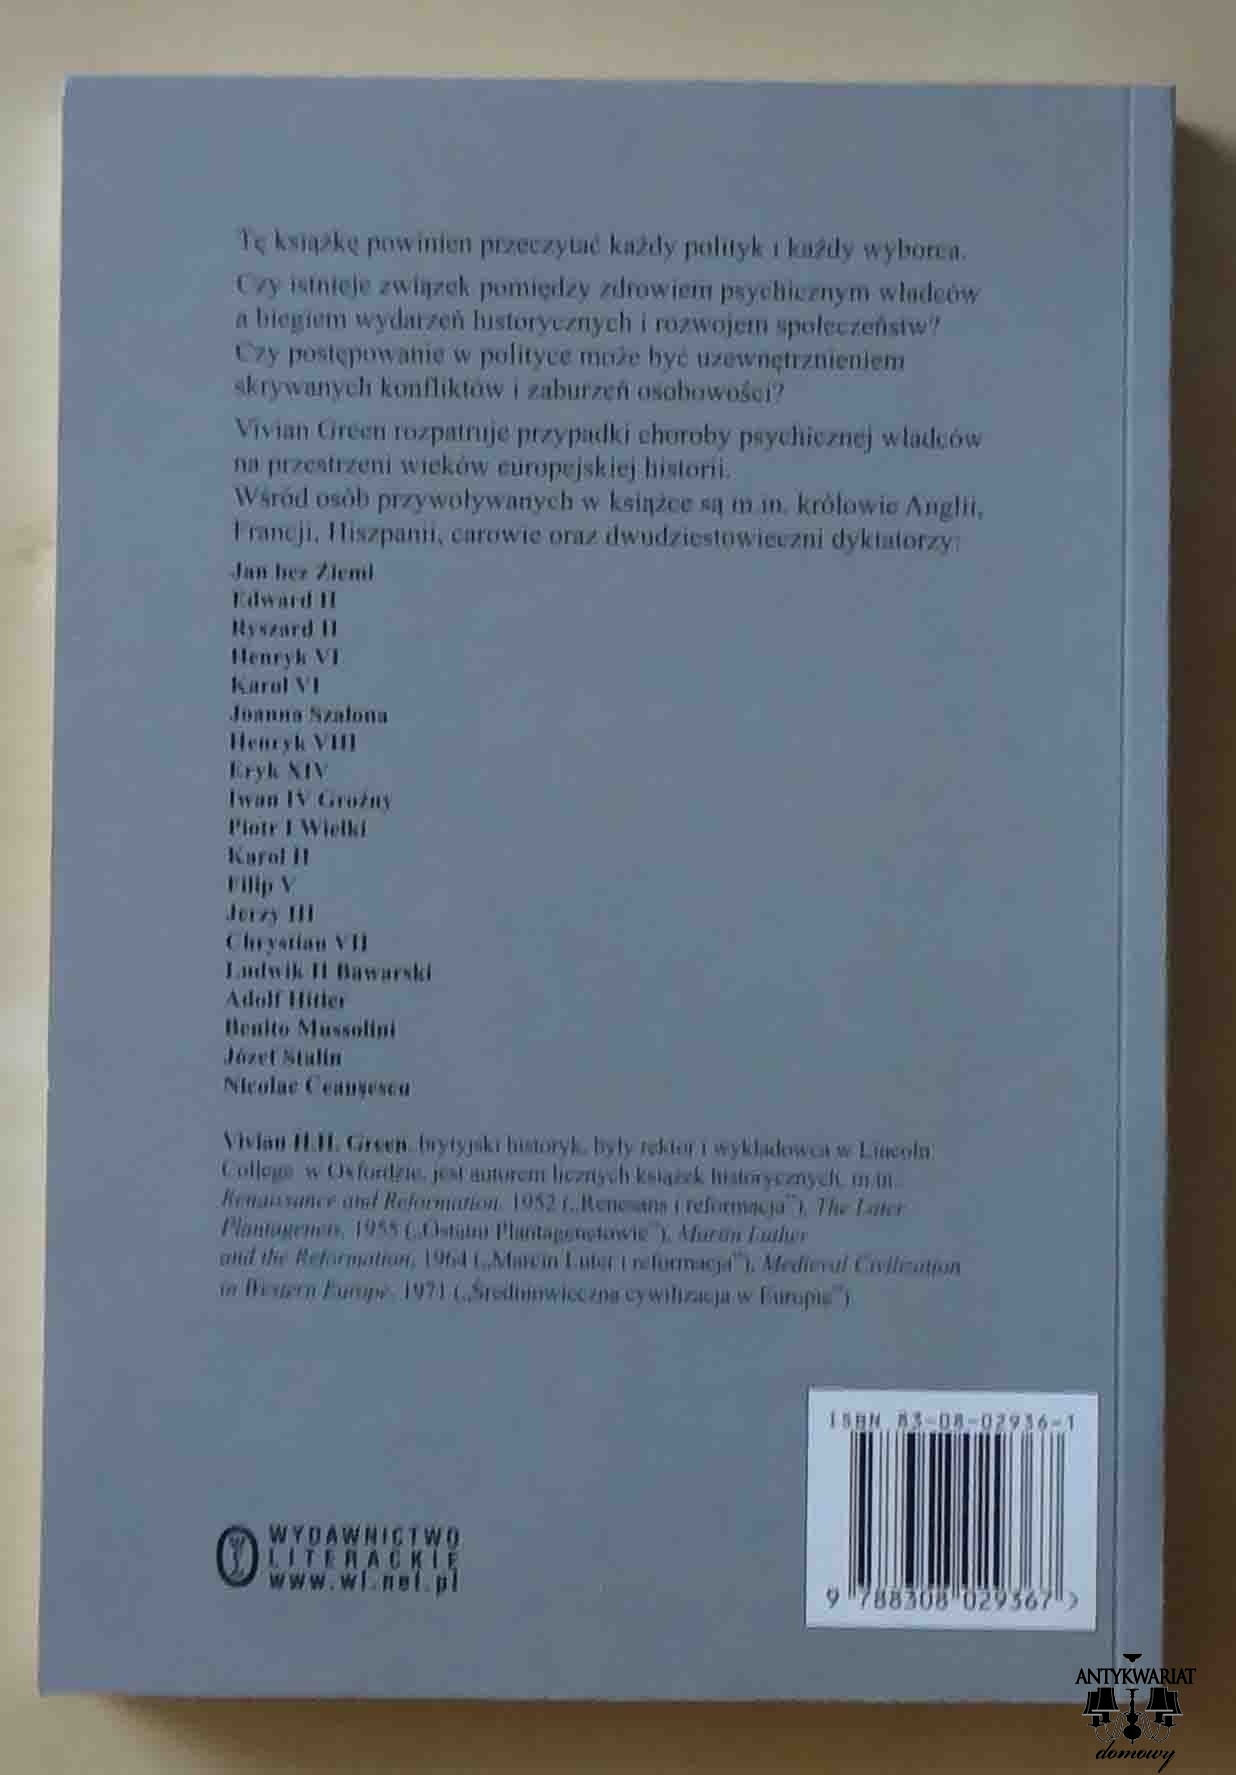 Tę książkę powinien przeczytać każdy polityk i każdy wyborca.
Czy istnieje związek pomiędzy zdrowiem psychicznym władców
a biegiem wydarzeń historycznych i rozwojem społeczeństw?
Czy postępowanie w polityce może być uzewnętrznieniem
skrywanych konfliktów i zaburzeń osobowości?
Vivian Green rozpatruje przypadki choroby psychicznej władców
na przestrzeni wieków europejskiej historii.
Wśród osób przywoływanych w książce są m.in. królowie Anglii,
Francji, Hiszpanii, carowie oraz dwudziestowieczni dyktatorzy:
Jan bez Ziemi
Edward II
Ryszard II
Henryk VI
Karol VI
Joanna Szalona
Henryk VIII
Eryk XIV
Iwan IV Groźny
Piotr I Wielki
Karol II
Filip V
Jerzy III
Chrystian VII
Ludwik II Bawarski
Adolf Hitler
Benito Mussolini
Józef Stalin
Nicolae Ceauşescu
Vivian H.H. Green, brytyjski historyk, były rektor i wykładowca w Lincoln
College w Oxfordzie, jest autorem licznych książek historycznych, m.in.
Renaissance and Reformation, 1952 („Renesans i reformacja”), The Later
Plantagenets, 1955 („Ostatni Plantagenetowie”), Martin Luther
and the Reformation, 1964 („Marcin Luter i reformacja”), Medieval Civilization
in Western Europe, 1971 („Średniowieczna cywilizacja w Europie”)
ISBN 83-08-02936-1
9 788308 029367 >
WYDAWNICTWO
LITERACKIE
www.wl.net.pl
ANTYKWARIAT
domowy